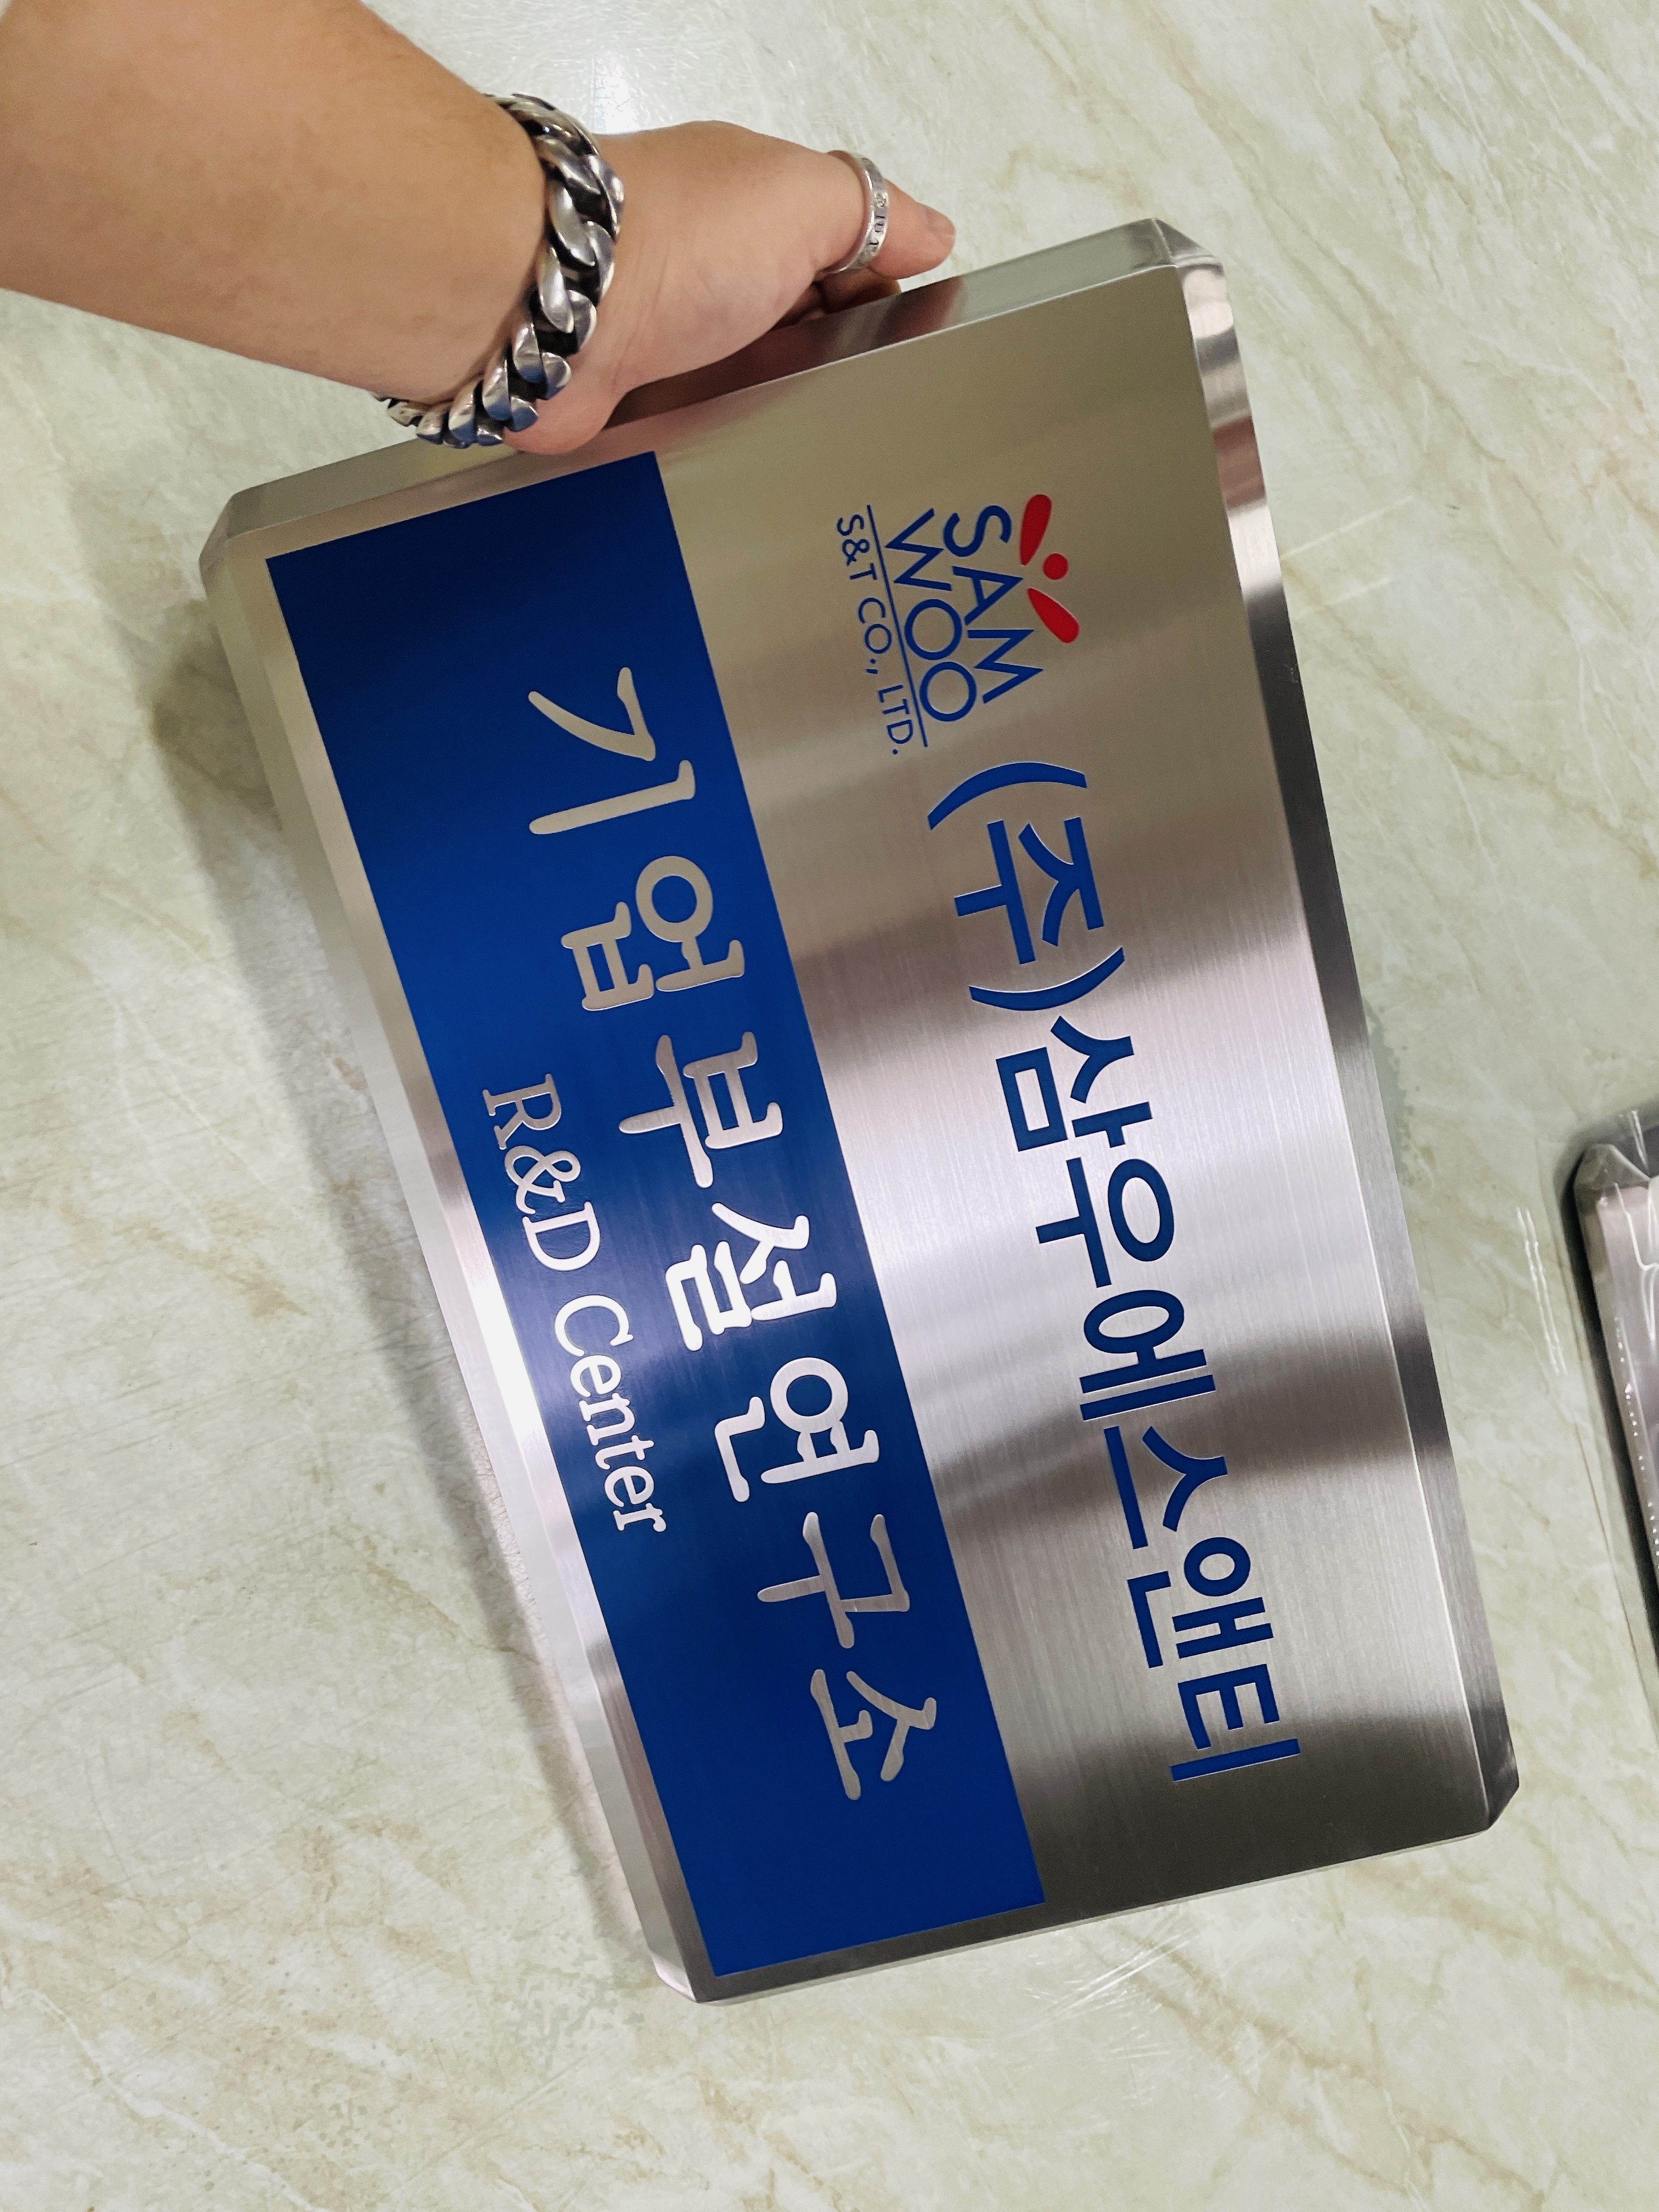 SAM
WOO
S&T CO., LTD.
(주)삼우에스앤티
기업부설연구소
R&D Center